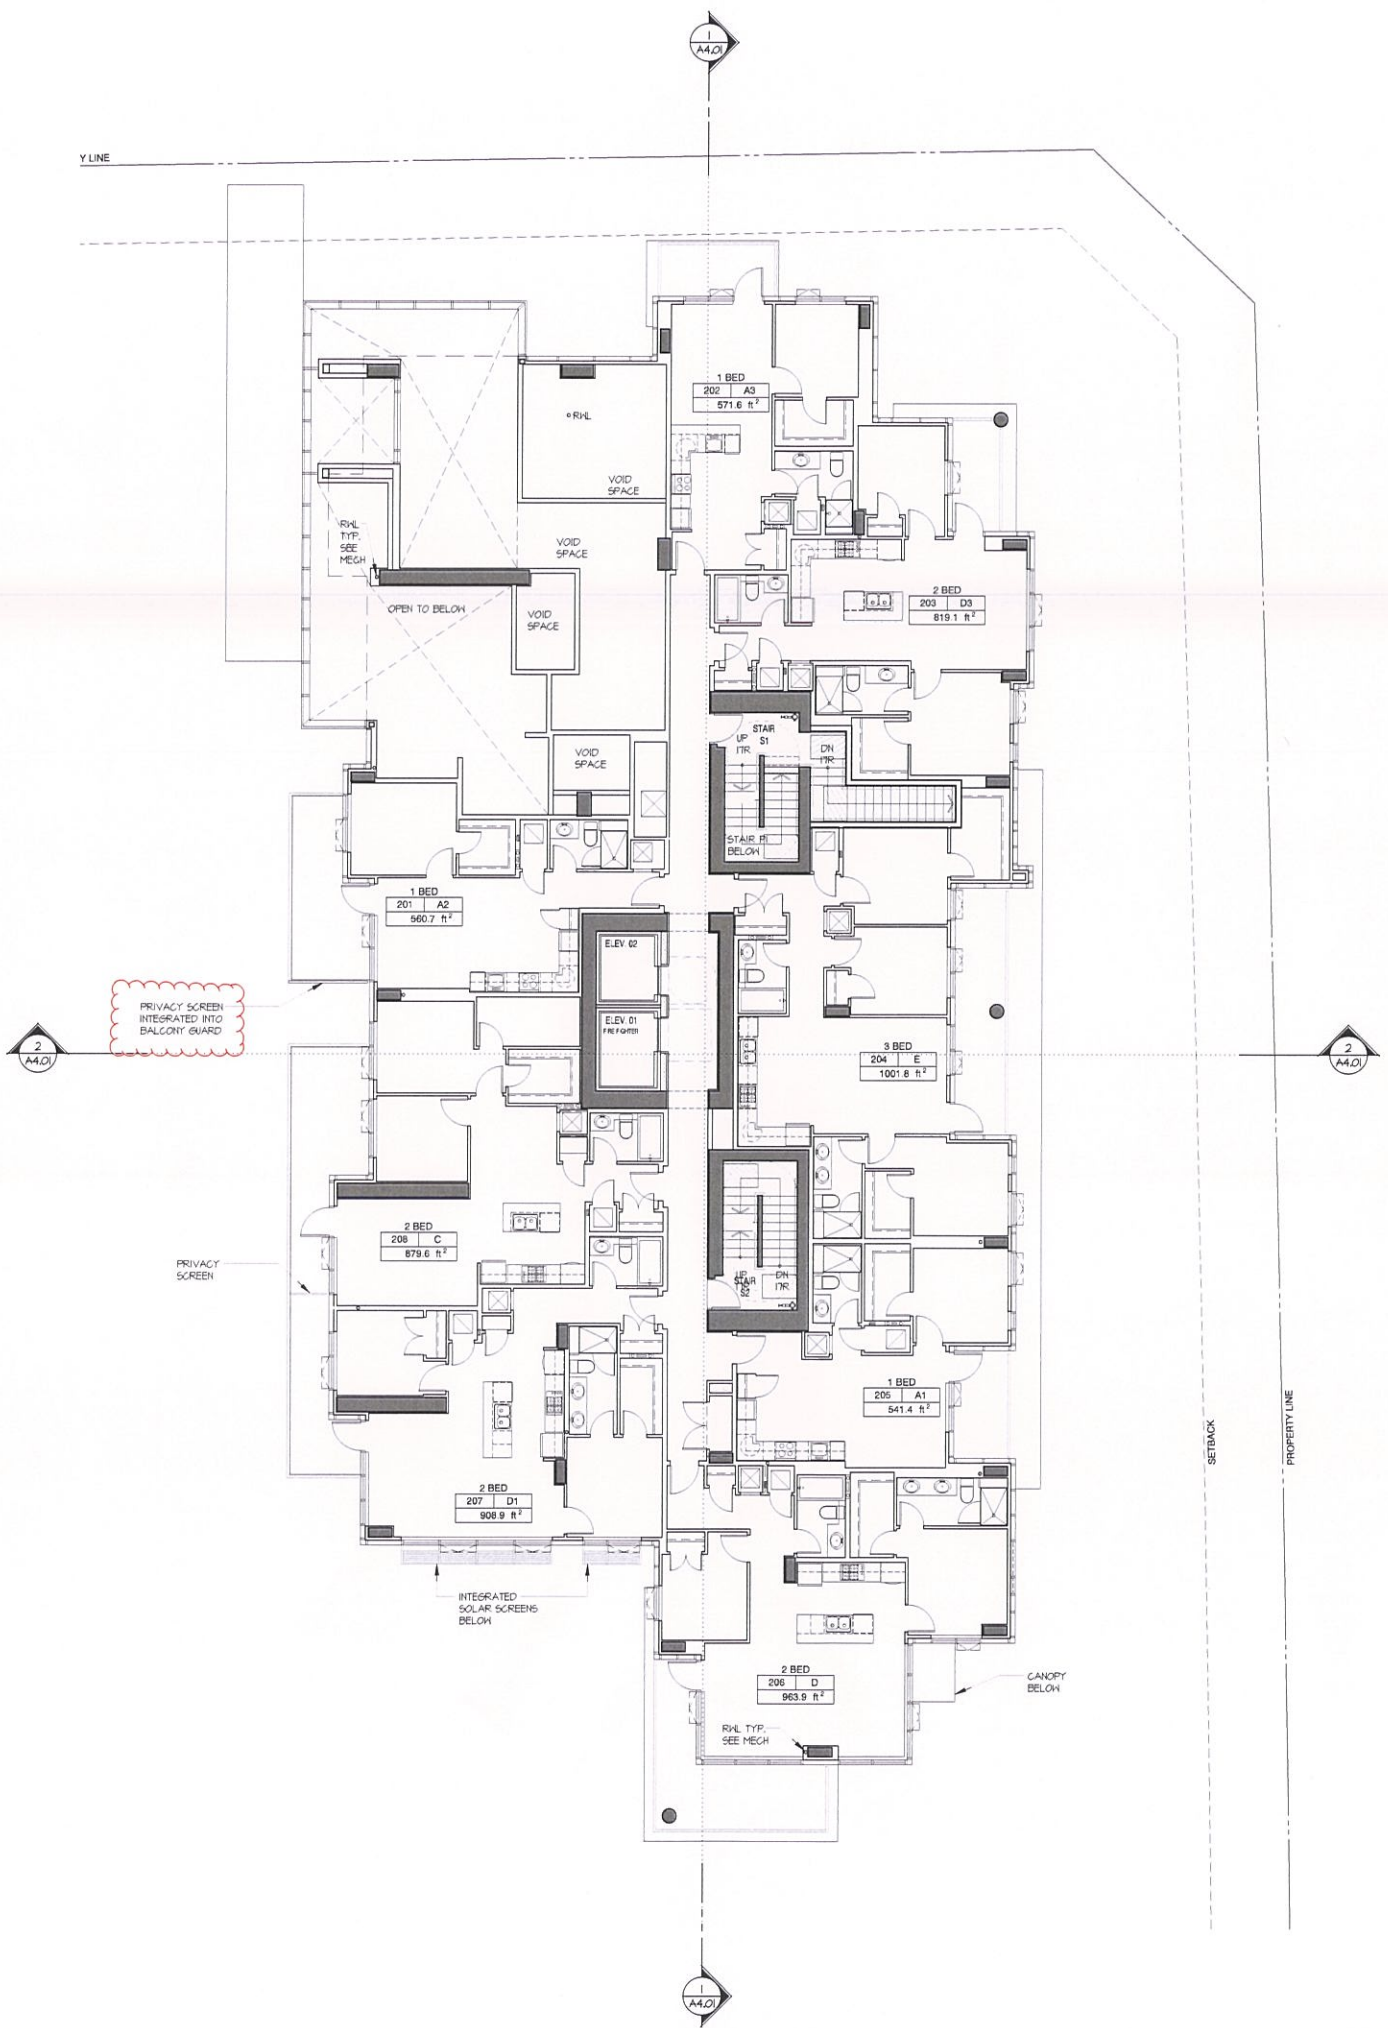 1
A4.01
Y LINE
1 BED
202 A3
571.6 ft²
RWL
VOID
SPACE
RWL
TYP.
SEE
MECH
VOID
SPACE
OPEN TO BELOW
VOID
SPACE
2 BED
203 D3
819.1 ft²
STAIR
S1
UP
17R
DN
17R
VOID
SPACE
STAIR P1
BELOW
1 BED
201 A2
560.7 ft²
ELEV. 02
PRIVACY SCREEN
INTEGRATED INTO
BALCONY GUARD
ELEV. 01
FIREFIGHTER
2
A4.01
3 BED
204 E
1001.8 ft²
2
A4.01
2 BED
208 C
879.6 ft²
PRIVACY
SCREEN
UP
STAIR
DN
17R
1 BED
205 A1
541.4 ft²
SETBACK
PROPERTY LINE
2 BED
207 D1
908.9 ft²
INTEGRATED
SOLAR SCREENS
BELOW
2 BED
206 D
963.9 ft²
CANOPY
BELOW
RWL TYP.
SEE MECH
1
A4.01